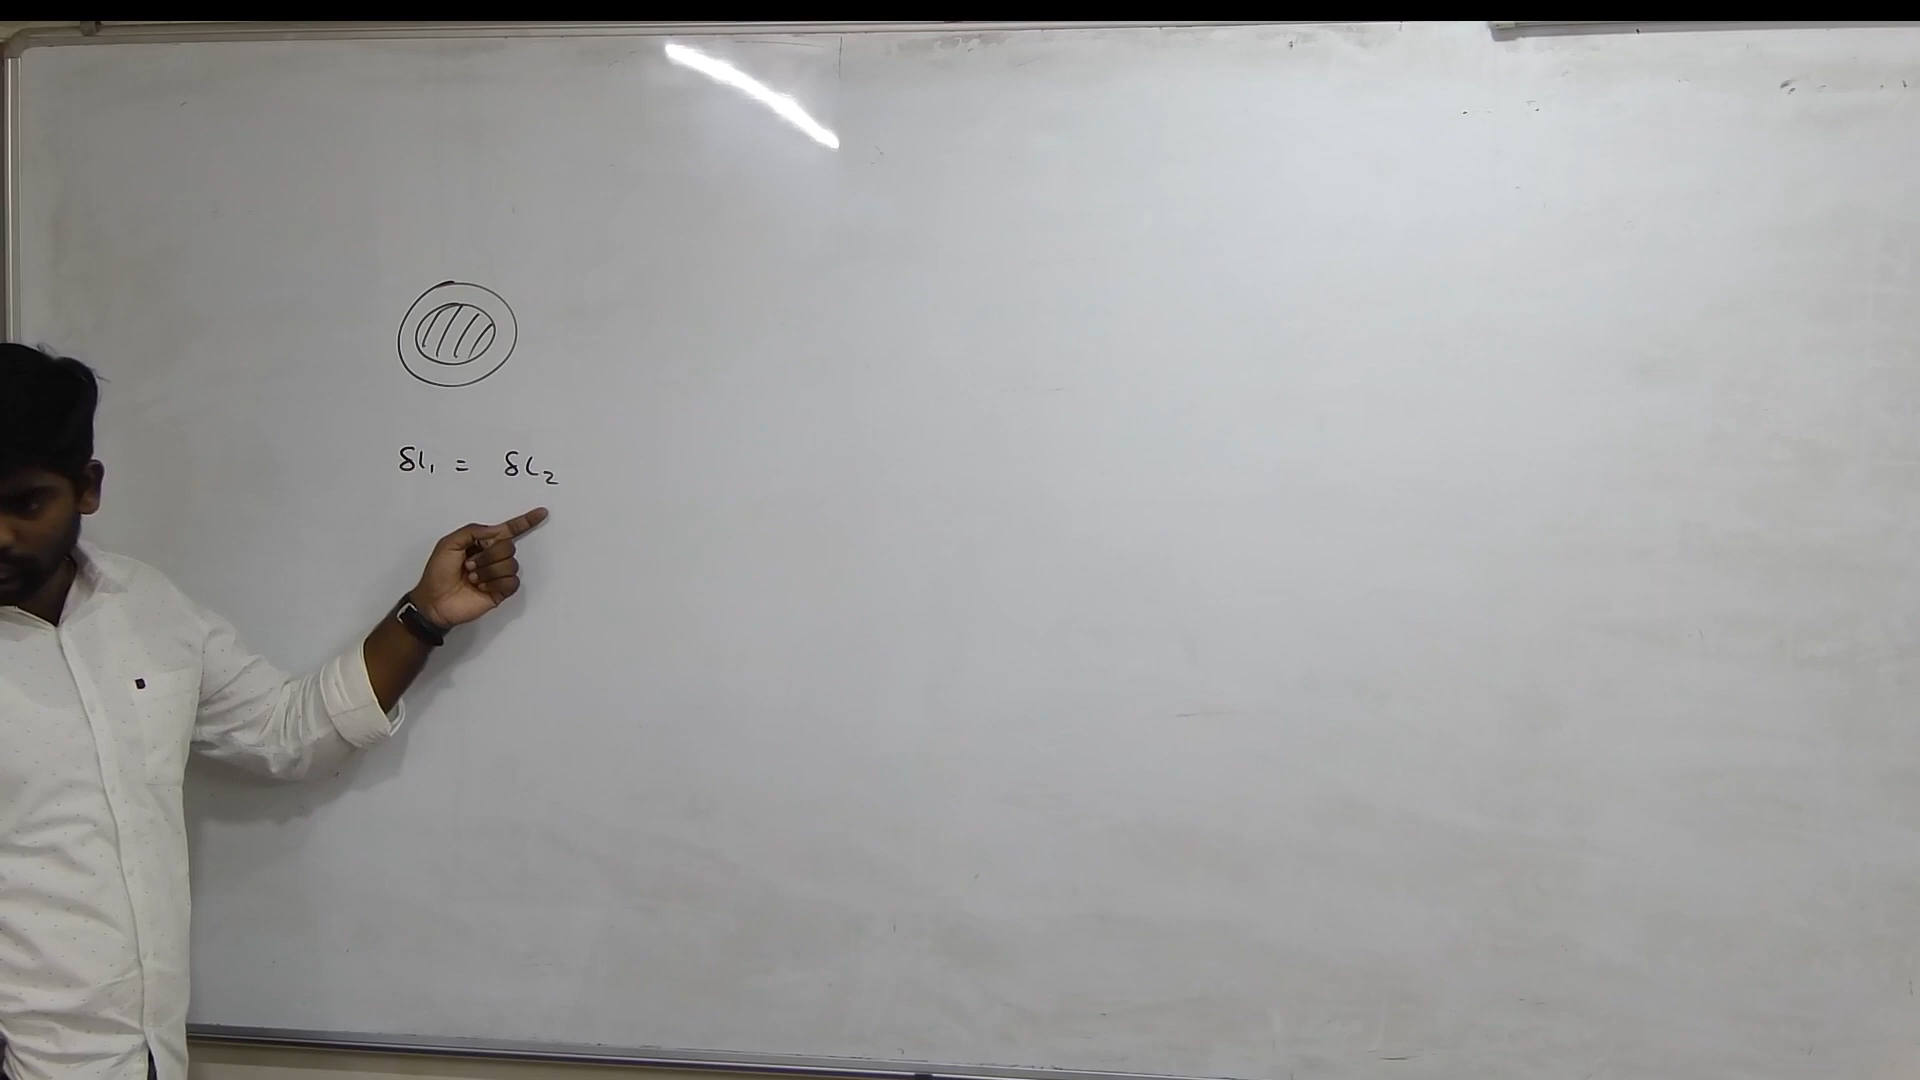 δl₁ = δl₂